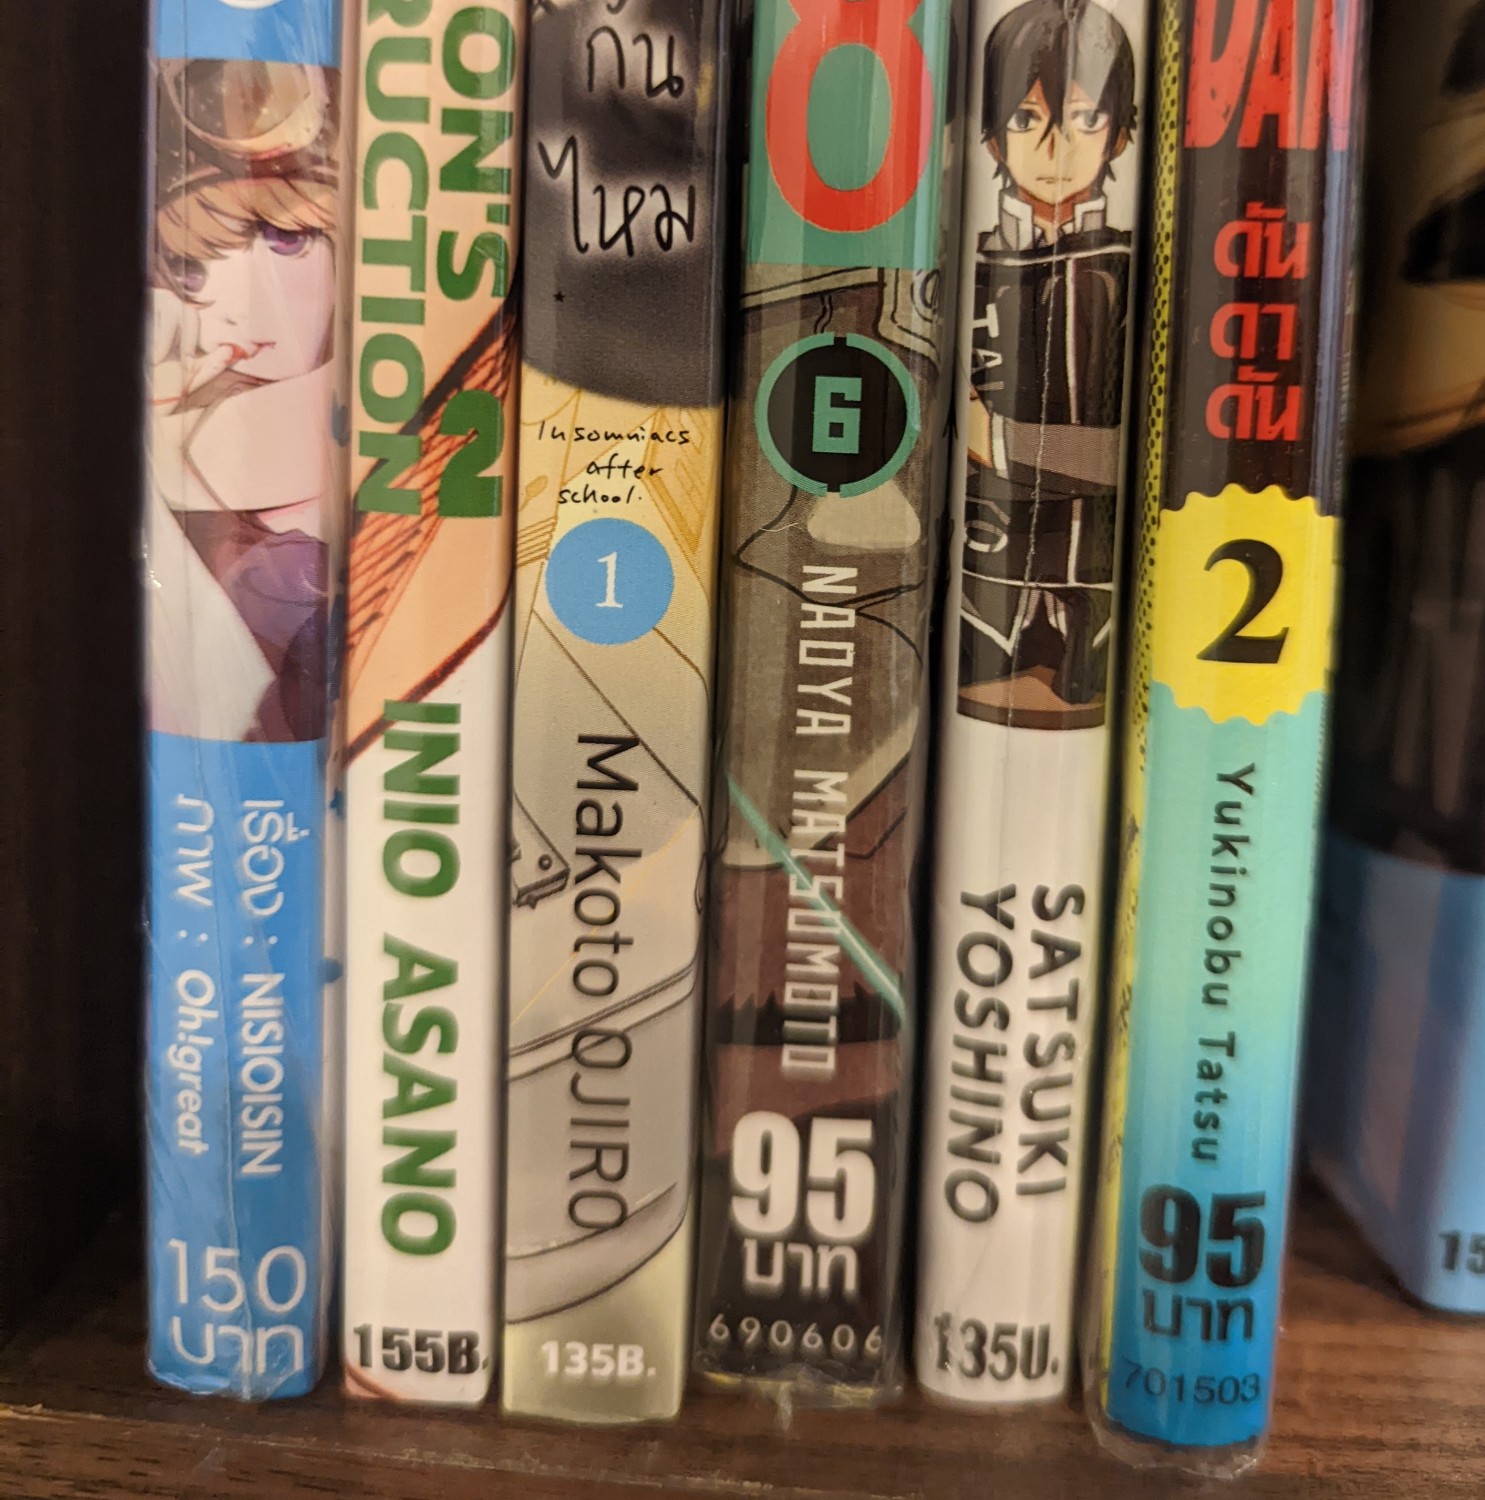 เรื่อง : NISIOISIN
ภาพ : Oh!great
150
บาท
ON'S
RUCTION
2
INIO ASANO
155B.
กัน
ไหม
Insomniacs
after
school.
1
Makoto OJIRO
135B.
8
6
NAOYA MATSUMOTO
95
บาท
690606
SATSUKI
YOSHINO
135บ.
DAN
ดัน
ดา
ดัน
2
Yukinobu Tatsu
95
บาท
701503